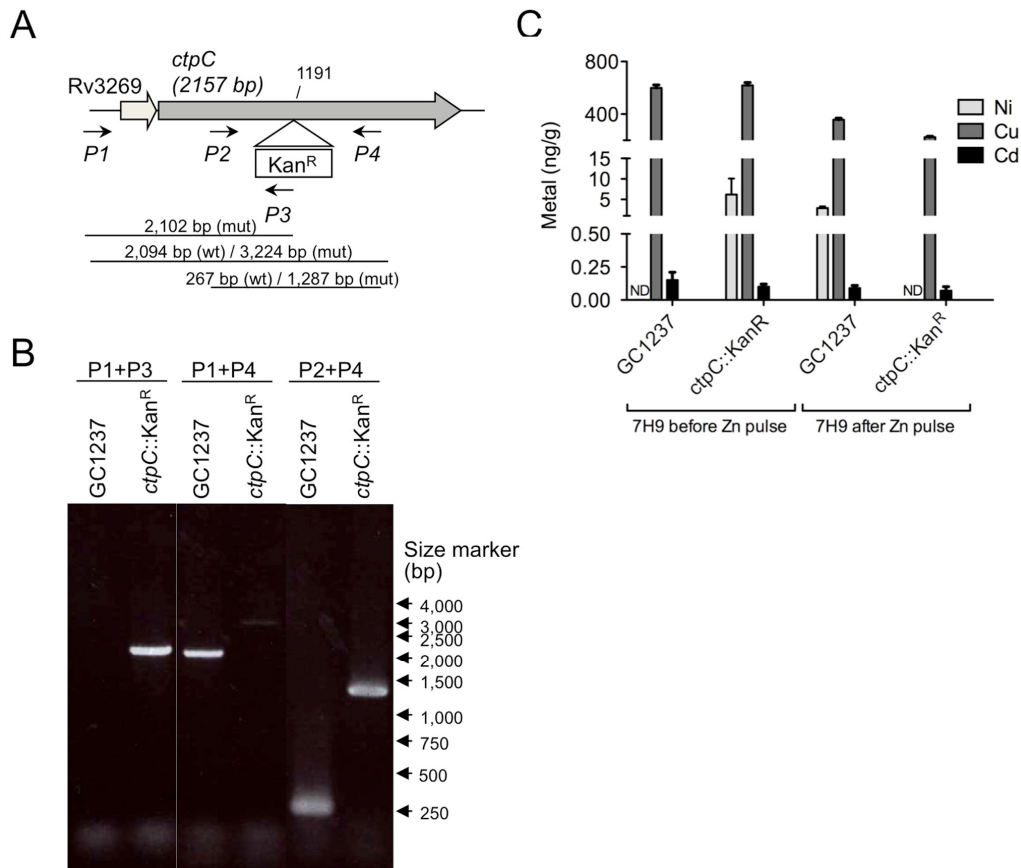 A
ctpC
(2157 bp)
1191
Rv3269
P1
P2
P4
KanR
P3
2,102 bp (mut)
2,094 bp (wt) / 3,224 bp (mut)
267 bp (wt) / 1,287 bp (mut)
B
P1+P3
P1+P4
P2+P4
GC1237
ctpC::KanR
GC1237
ctpC::KanR
GC1237
ctpC::KanR
Size marker
(bp)
4,000
3,000
2,500
2,000
1,500
1,000
750
500
250
C
Metal (ng/g)
800
400
15
10
5
0.50
0.25
0.00
ND
ND
Ni
Cu
Cd
GC1237
ctpC::KanR
GC1237
ctpC::KanR
7H9 before Zn pulse
7H9 after Zn pulse